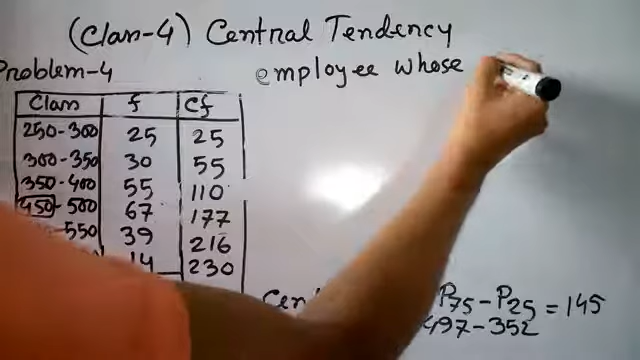 (Class-4) Central Tendency
Problem-4
employee whose
Class f Cf
250-300 25 25
300-350 30 55
350-400 55 110
450-500 67 177
-550 39 216
14 230
Cen
P75 - P25 = 145
497-352